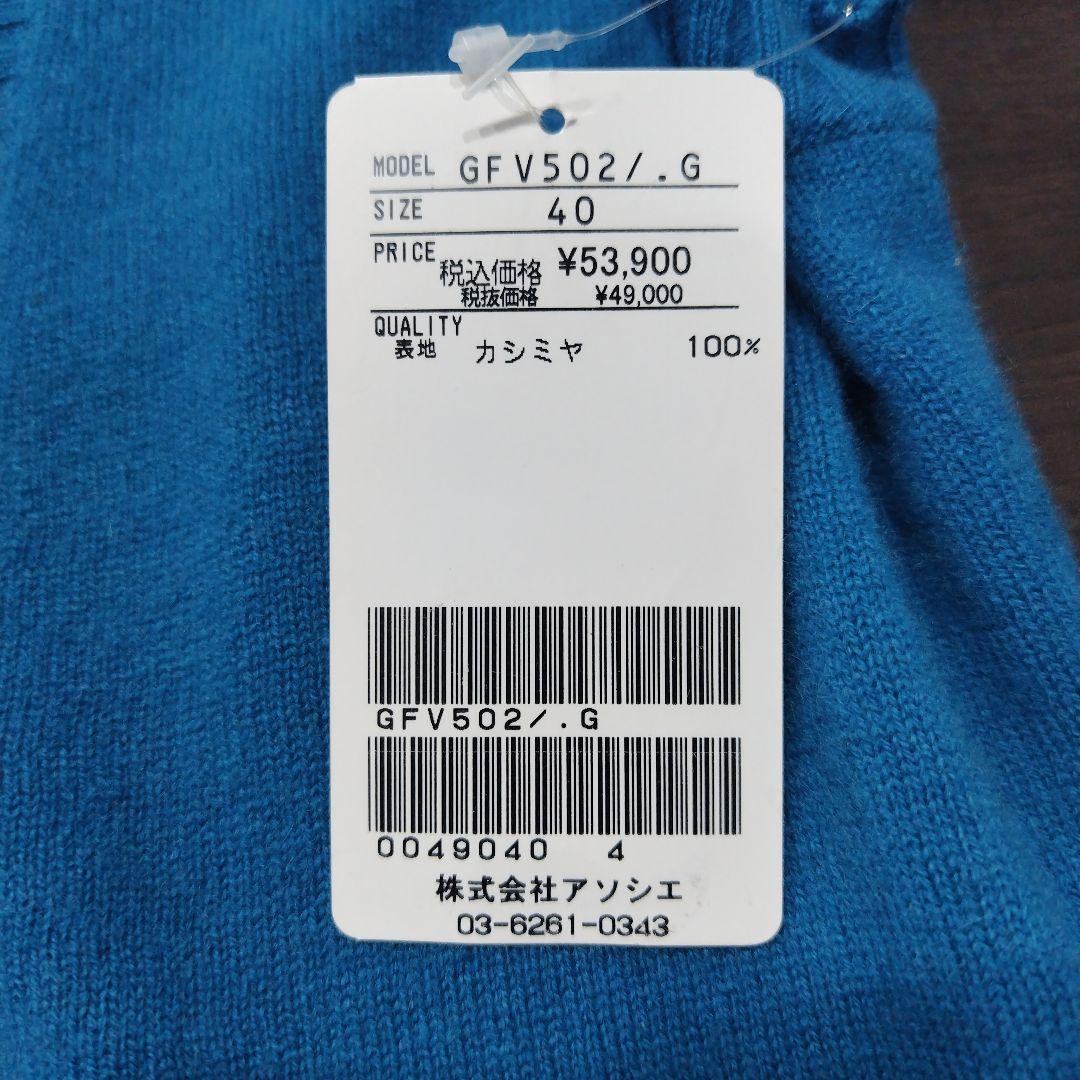 MODEL GFV502/.G
SIZE 40
PRICE 税込価格 ¥53,900
税抜価格 ¥49,000
QUALITY
表地 カシミヤ 100%
GFV502/.G
0049040 4
株式会社アソシエ
03-6261-0343